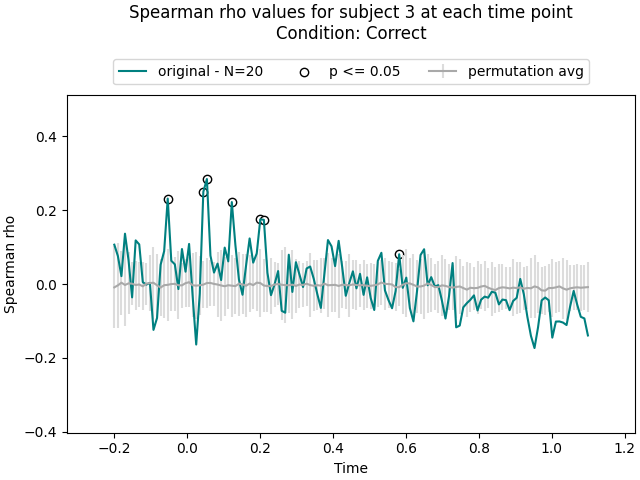 Spearman rho values for subject 3 at each time point
Condition: Correct
original - N=20
p <= 0.05
permutation avg
Spearman rho
0.4
0.2
0.0
−0.2
−0.4
−0.2
0.0
0.2
0.4
0.6
0.8
1.0
1.2
Time